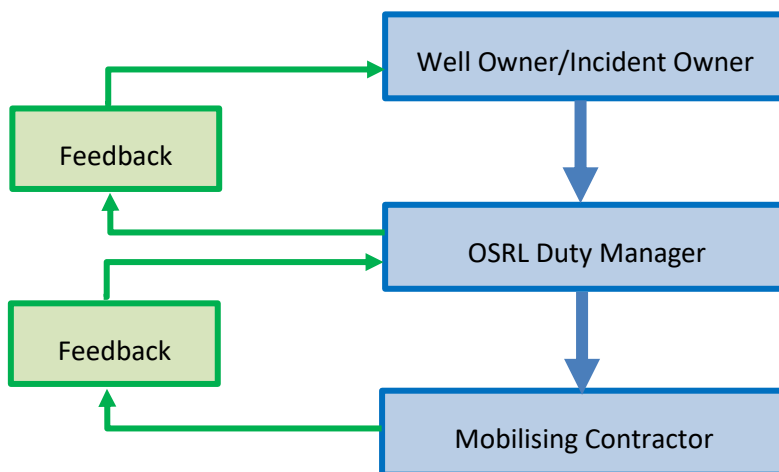 Well Owner/Incident Owner
Feedback
OSRL Duty Manager
Feedback
Mobilising Contractor